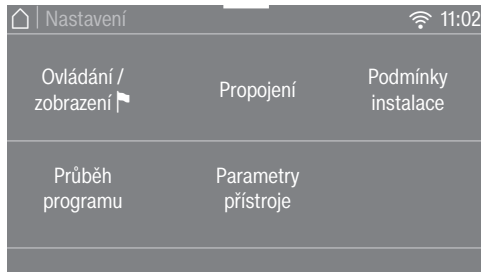 Nastavení
11:02
Ovládání /
zobrazení
Propojení
Podmínky
instalace
Průběh
programu
Parametry
přístroje